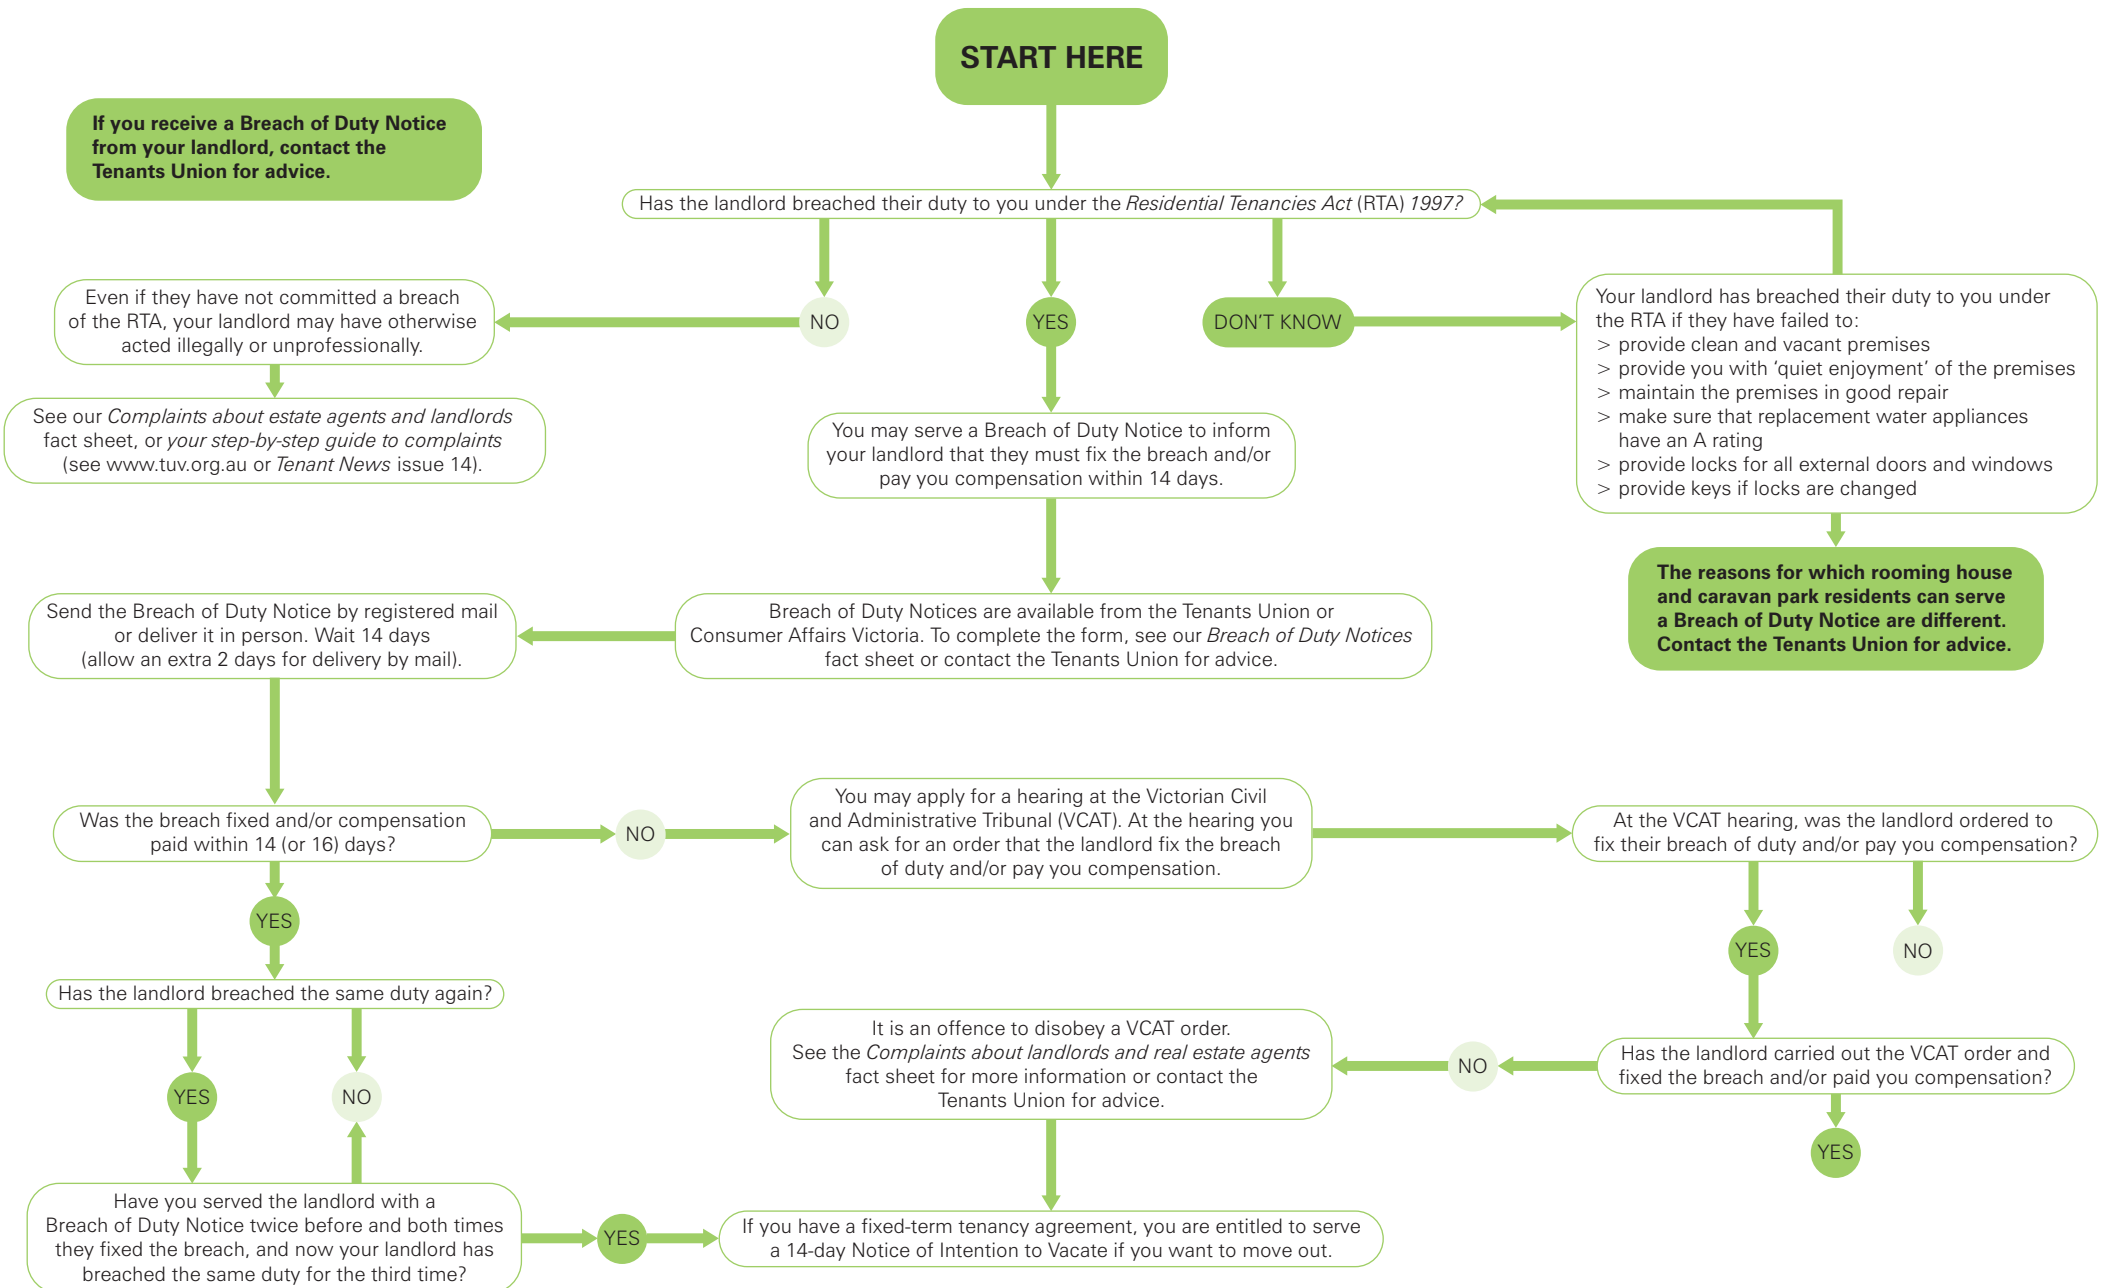 START HERE
If you receive a Breach of Duty Notice
from your landlord, contact the
Tenants Union for advice.
Has the landlord breached their duty to you under the Residential Tenancies Act (RTA) 1997?
NO
YES
DON'T KNOW
Even if they have not committed a breach
of the RTA, your landlord may have otherwise
acted illegally or unprofessionally.
See our Complaints about estate agents and landlords
fact sheet, or your step-by-step guide to complaints
(see www.tuv.org.au or Tenant News issue 14).
Your landlord has breached their duty to you under
the RTA if they have failed to:
> provide clean and vacant premises
> provide you with ‘quiet enjoyment’ of the premises
> maintain the premises in good repair
> make sure that replacement water appliances
have an A rating
> provide locks for all external doors and windows
> provide keys if locks are changed
The reasons for which rooming house
and caravan park residents can serve
a Breach of Duty Notice are different.
Contact the Tenants Union for advice.
You may serve a Breach of Duty Notice to inform
your landlord that they must fix the breach and/or
pay you compensation within 14 days.
Breach of Duty Notices are available from the Tenants Union or
Consumer Affairs Victoria. To complete the form, see our Breach of Duty Notices
fact sheet or contact the Tenants Union for advice.
Send the Breach of Duty Notice by registered mail
or deliver it in person. Wait 14 days
(allow an extra 2 days for delivery by mail).
Was the breach fixed and/or compensation
paid within 14 (or 16) days?
NO
You may apply for a hearing at the Victorian Civil
and Administrative Tribunal (VCAT). At the hearing you
can ask for an order that the landlord fix the breach
of duty and/or pay you compensation.
At the VCAT hearing, was the landlord ordered to
fix their breach of duty and/or pay you compensation?
YES
YES
NO
Has the landlord breached the same duty again?
YES
NO
It is an offence to disobey a VCAT order.
See the Complaints about landlords and real estate agents
fact sheet for more information or contact the
Tenants Union for advice.
NO
Has the landlord carried out the VCAT order and
fixed the breach and/or paid you compensation?
YES
Have you served the landlord with a
Breach of Duty Notice twice before and both times
they fixed the breach, and now your landlord has
breached the same duty for the third time?
YES
If you have a fixed-term tenancy agreement, you are entitled to serve
a 14-day Notice of Intention to Vacate if you want to move out.